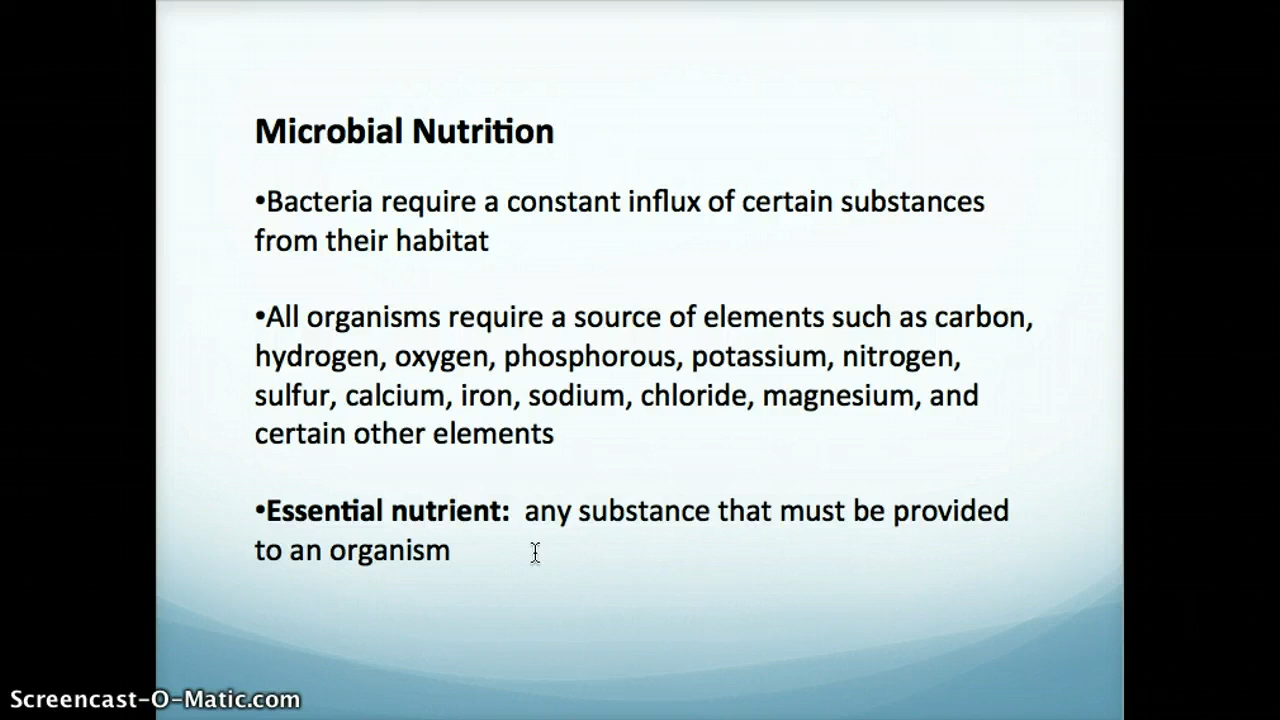 Microbial Nutrition
•Bacteria require a constant influx of certain substances
from their habitat
•All organisms require a source of elements such as carbon,
hydrogen, oxygen, phosphorous, potassium, nitrogen,
sulfur, calcium, iron, sodium, chloride, magnesium, and
certain other elements
•Essential nutrient:  any substance that must be provided
to an organism
Screencast-O-Matic.com